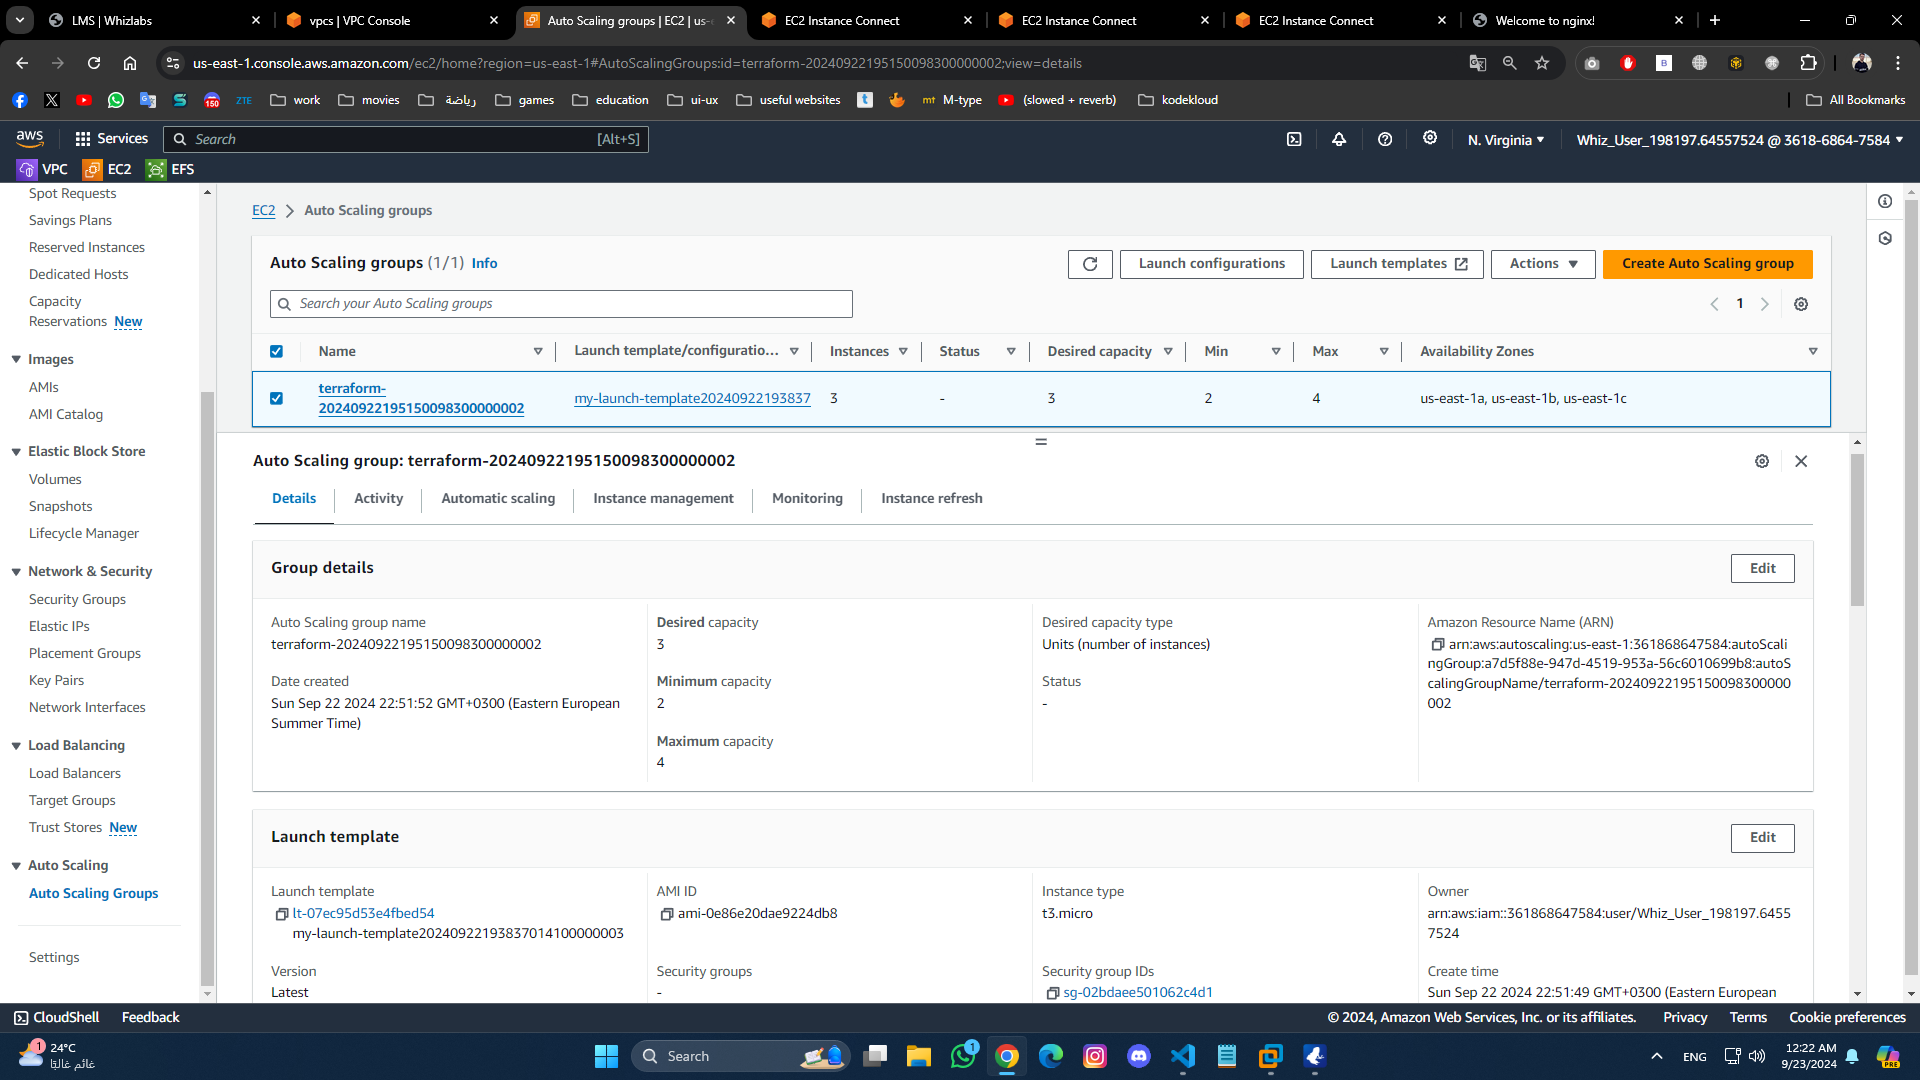 LMS | Whizlabs
vpcs | VPC Console
Auto Scaling groups | EC2 | us-e
EC2 Instance Connect
EC2 Instance Connect
EC2 Instance Connect
Welcome to nginx!
us-east-1.console.aws.amazon.com/ec2/home?region=us-east-1#AutoScalingGroups:id=terraform-20240922195150098300000002;view=details
150
ZTE
work
movies
رياضة
games
education
ui-ux
useful websites
t
mt M-type
(slowed + reverb)
kodekloud
All Bookmarks
aws
Services
Search
[Alt+S]
N. Virginia
Whiz_User_198197.64557524 @ 3618-6864-7584
VPC
EC2
EFS
Spot Requests
Savings Plans
Reserved Instances
Dedicated Hosts
Capacity
Reservations New
Images
AMIs
AMI Catalog
Elastic Block Store
Volumes
Snapshots
Lifecycle Manager
Network & Security
Security Groups
Elastic IPs
Placement Groups
Key Pairs
Network Interfaces
Load Balancing
Load Balancers
Target Groups
Trust Stores New
Auto Scaling
Auto Scaling Groups
Settings
EC2 > Auto Scaling groups
Auto Scaling groups (1/1) Info
Launch configurations
Launch templates
Actions
Create Auto Scaling group
Search your Auto Scaling groups
1
Name
Launch template/configuratio...
Instances
Status
Desired capacity
Min
Max
Availability Zones
terraform-
20240922195150098300000002
my-launch-template20240922193837
3
-
3
2
4
us-east-1a, us-east-1b, us-east-1c
Auto Scaling group: terraform-20240922195150098300000002
Details
Activity
Automatic scaling
Instance management
Monitoring
Instance refresh
Group details
Edit
Auto Scaling group name
terraform-20240922195150098300000002
Date created
Sun Sep 22 2024 22:51:52 GMT+0300 (Eastern European
Summer Time)
Desired capacity
3
Minimum capacity
2
Maximum capacity
4
Desired capacity type
Units (number of instances)
Status
-
Amazon Resource Name (ARN)
arn:aws:autoscaling:us-east-1:361868647584:autoScali
ngGroup:a7d5f88e-947d-4519-953a-56c6010699b8:autoS
calingGroupName/terraform-20240922195150098300000
002
Launch template
Edit
Launch template
lt-07ec95d53e4fbed54
my-launch-template20240922193837014100000003
Version
Latest
AMI ID
ami-0e86e20dae9224db8
Security groups
-
Instance type
t3.micro
Security group IDs
sg-02bdaee501062c4d1
Owner
arn:aws:iam::361868647584:user/Whiz_User_198197.6455
7524
Create time
Sun Sep 22 2024 22:51:49 GMT+0300 (Eastern European
CloudShell
Feedback
© 2024, Amazon Web Services, Inc. or its affiliates.
Privacy
Terms
Cookie preferences
1
24°C
غائم غالبًا
Search
1
ENG
12:22 AM
9/23/2024
PRE